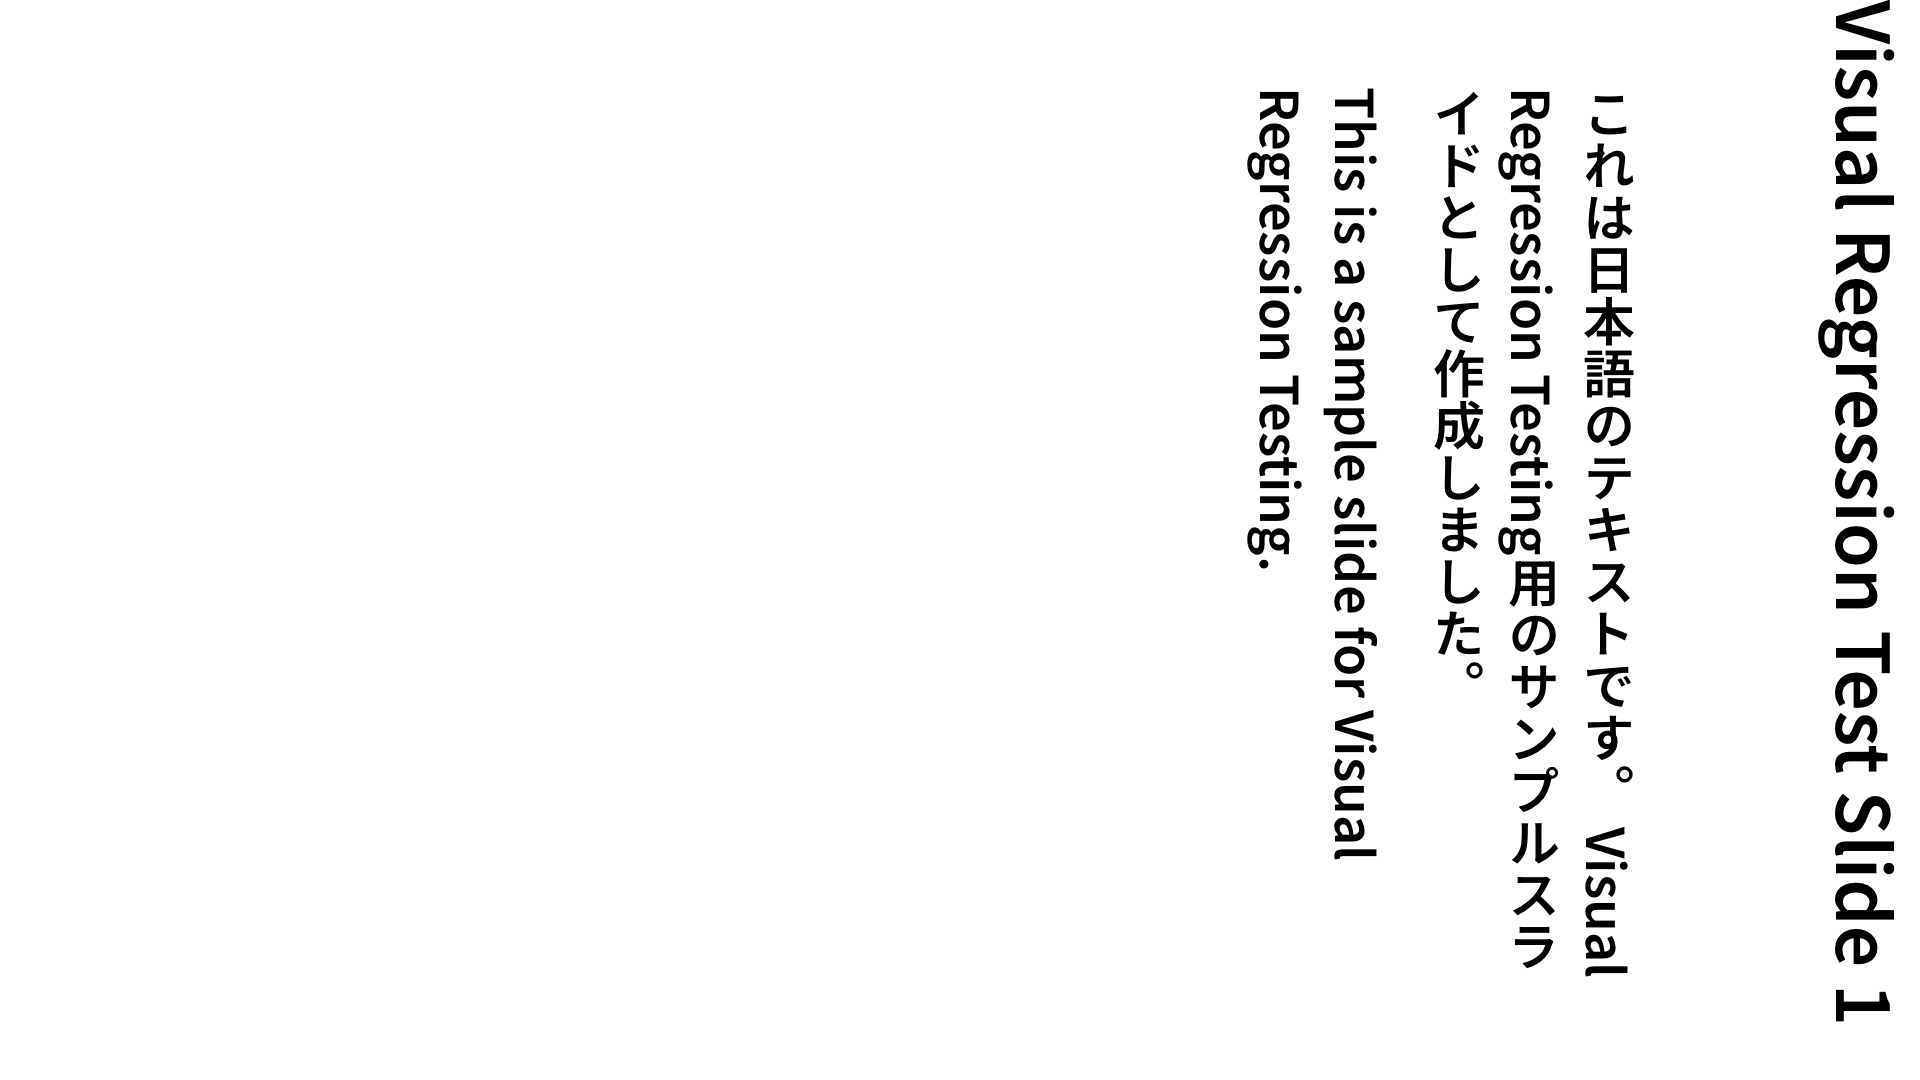 Visual Regression Test Slide 1
これは日本語のテキストです。 Visual
Regression Testing用のサンプルスラ
イドとして作成しました。
This is a sample slide for Visual
Regression Testing.